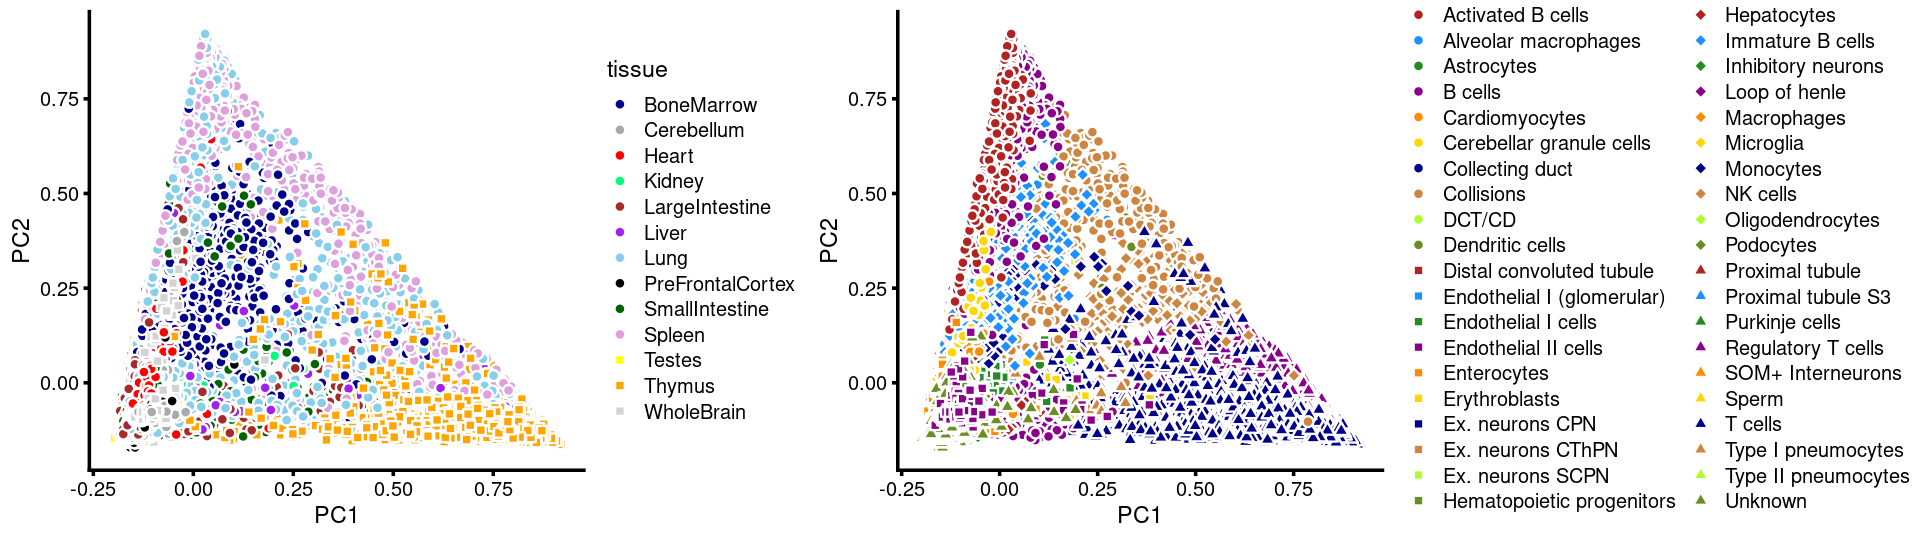 PC2
0.75
0.50
0.25
0.00
-0.25
0.00
0.25
0.50
0.75
PC1
tissue
BoneMarrow
Cerebellum
Heart
Kidney
LargeIntestine
Liver
Lung
PreFrontalCortex
SmallIntestine
Spleen
Testes
Thymus
WholeBrain
PC2
0.75
0.50
0.25
0.00
-0.25
0.00
0.25
0.50
0.75
PC1
Activated B cells
Alveolar macrophages
Astrocytes
B cells
Cardiomyocytes
Cerebellar granule cells
Collecting duct
Collisions
DCT/CD
Dendritic cells
Distal convoluted tubule
Endothelial I (glomerular)
Endothelial I cells
Endothelial II cells
Enterocytes
Erythroblasts
Ex. neurons CPN
Ex. neurons CThPN
Ex. neurons SCPN
Hematopoietic progenitors
Hepatocytes
Immature B cells
Inhibitory neurons
Loop of henle
Macrophages
Microglia
Monocytes
NK cells
Oligodendrocytes
Podocytes
Proximal tubule
Proximal tubule S3
Purkinje cells
Regulatory T cells
SOM+ Interneurons
Sperm
T cells
Type I pneumocytes
Type II pneumocytes
Unknown